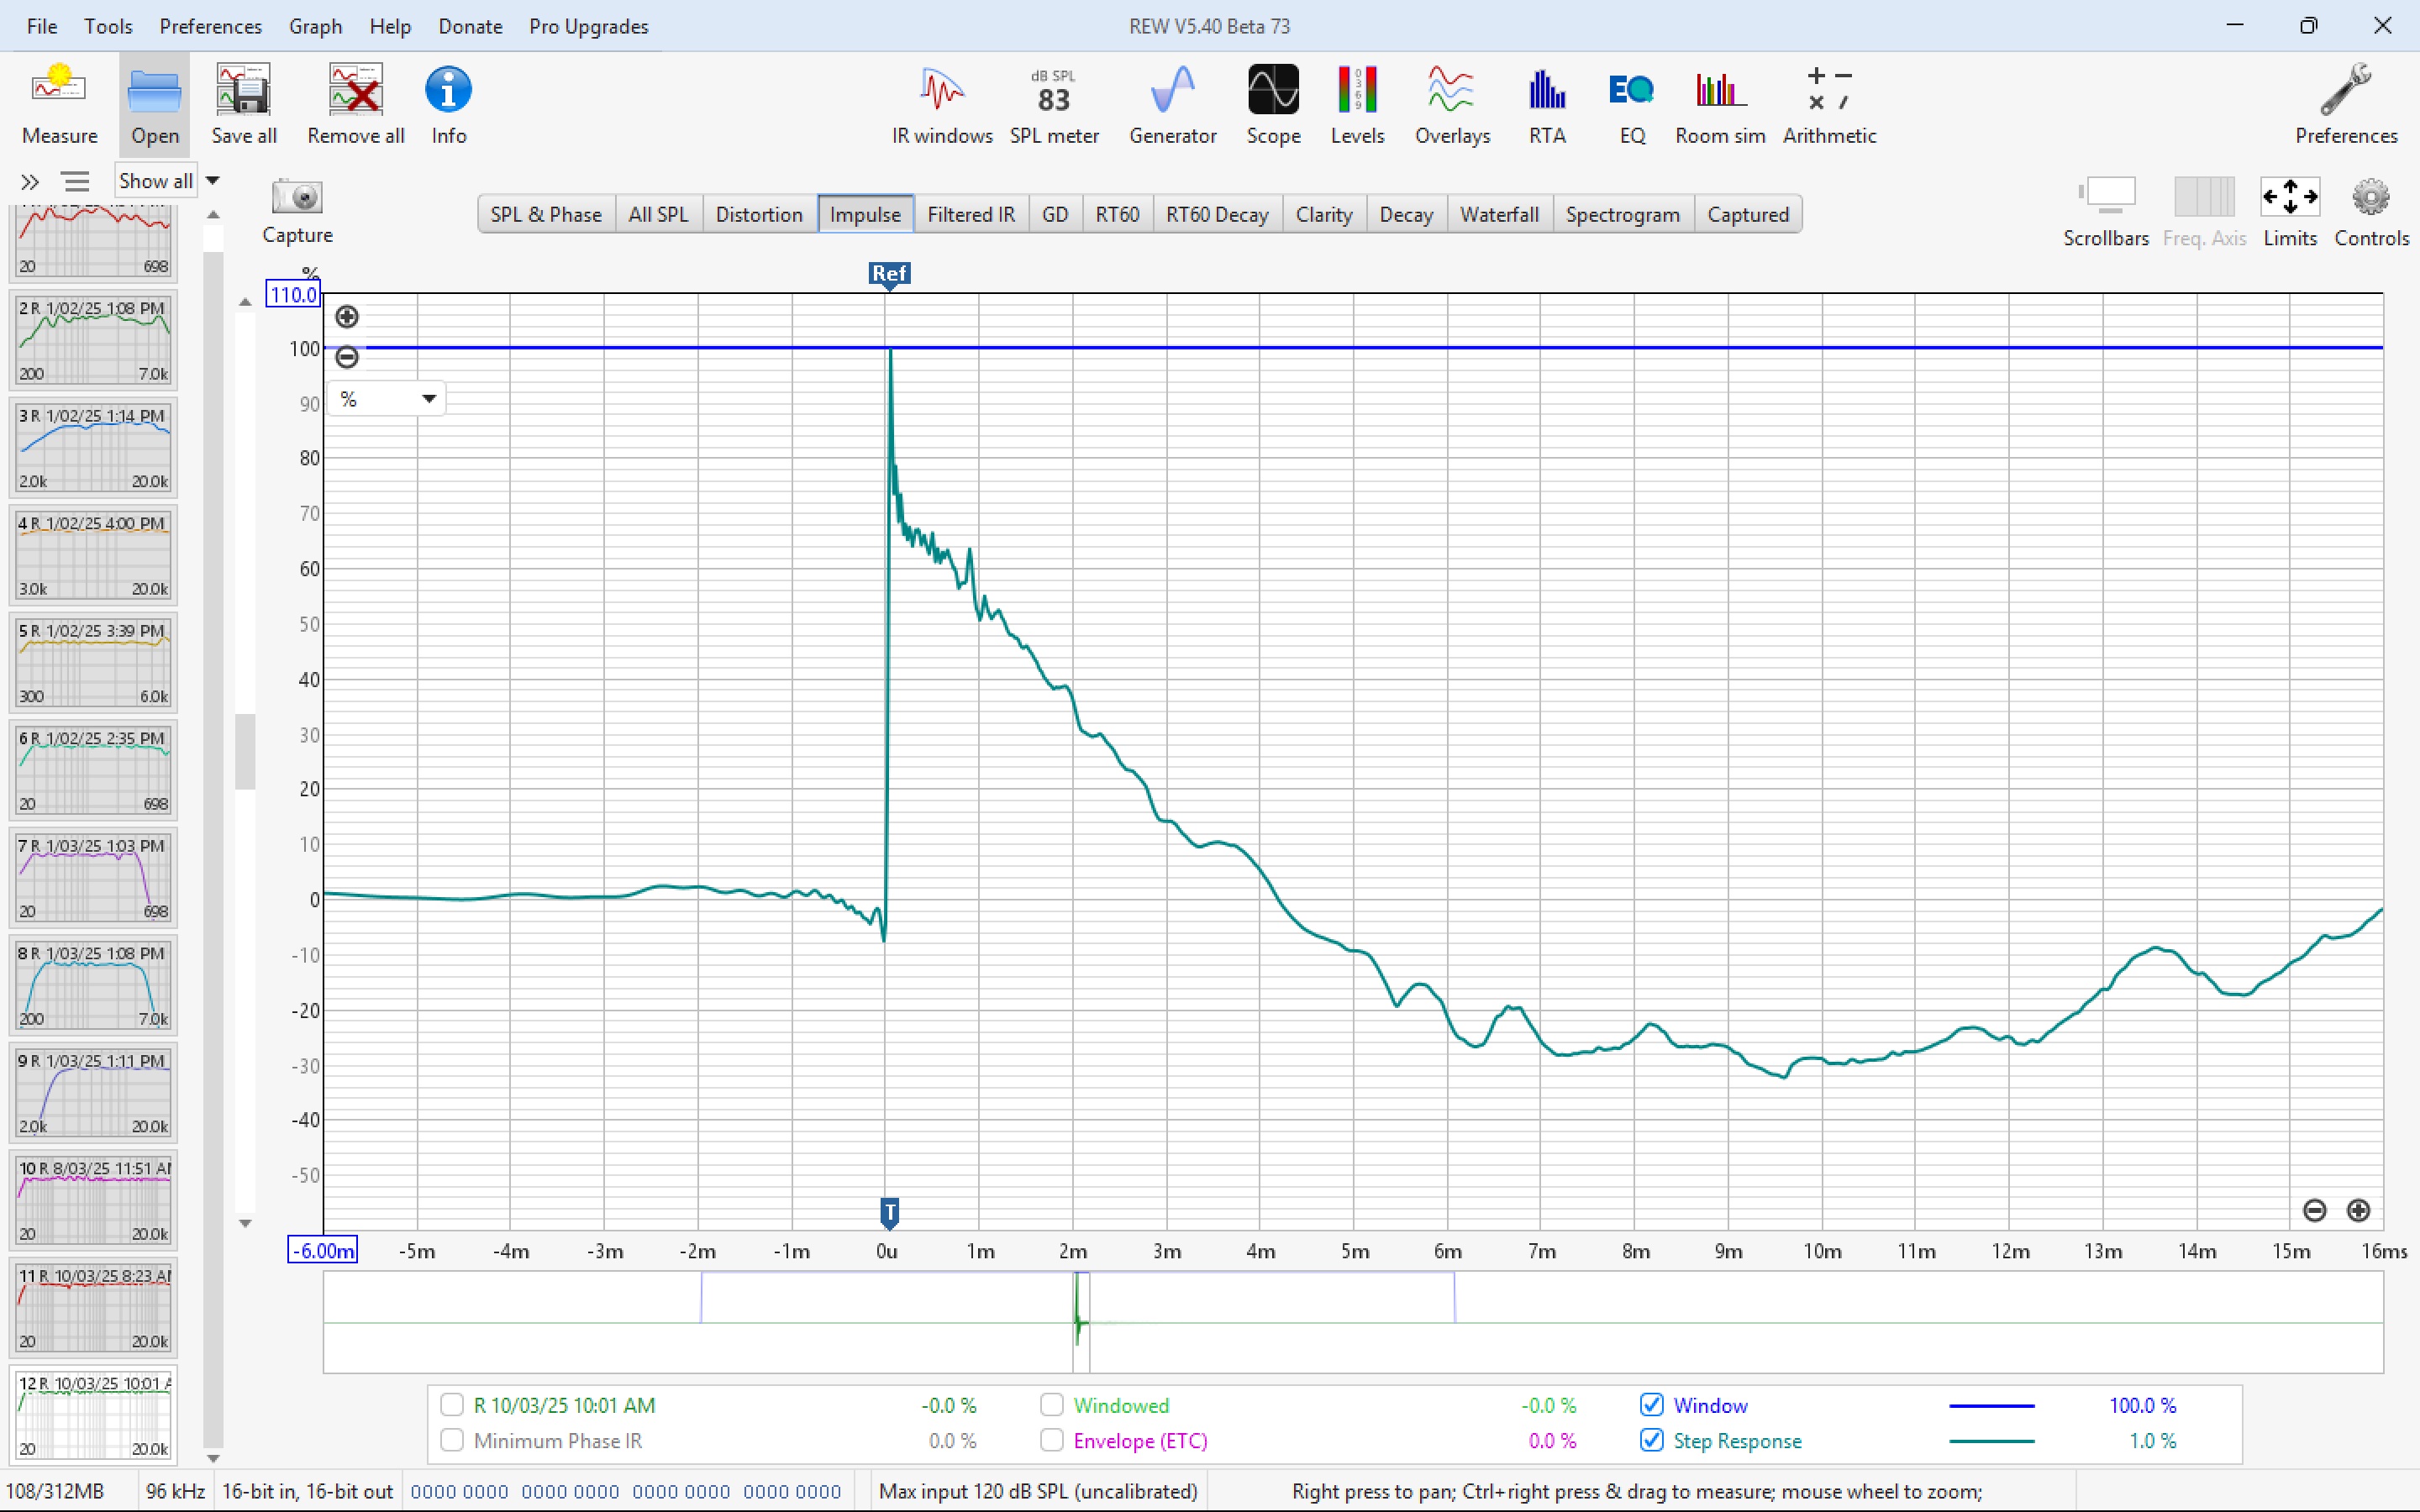 File Tools Preferences Graph Help Donate Pro Upgrades REW V5.40 Beta 73
Measure Open Save all Remove all Info IR windows dB SPL 83 SPL meter Generator Scope 0 3 6 9 Levels Overlays RTA EQ EQ Room sim Arithmetic Preferences
Show all
Capture
SPL & Phase All SPL Distortion Impulse Filtered IR GD RT60 RT60 Decay Clarity Decay Waterfall Spectrogram Captured
Scrollbars Freq. Axis Limits Controls
20 698
2 R 1/02/25 1:08 PM
200 7.0k
3 R 1/02/25 1:14 PM
2.0k 20.0k
4 R 1/02/25 4:00 PM
3.0k 20.0k
5 R 1/02/25 3:39 PM
300 6.0k
6 R 1/02/25 2:35 PM
20 698
7 R 1/03/25 1:03 PM
20 698
8 R 1/03/25 1:08 PM
200 7.0k
9 R 1/03/25 1:11 PM
2.0k 20.0k
10 R 8/03/25 11:51 A
20 20.0k
11 R 10/03/25 8:23 A
20 20.0k
12 R 10/03/25 10:01 A
20 20.0k
%
Ref
110.0
100
%
90
80
70
60
50
40
30
20
10
0
-10
-20
-30
-40
-50
T
-6.00m -5m -4m -3m -2m -1m 0u 1m 2m 3m 4m 5m 6m 7m 8m 9m 10m 11m 12m 13m 14m 15m 16ms
R 10/03/25 10:01 AM -0.0 % Windowed -0.0 % Window 100.0 %
Minimum Phase IR 0.0 % Envelope (ETC) 0.0 % Step Response 1.0 %
108/312MB 96 kHz 16-bit in, 16-bit out 0000 0000 0000 0000 0000 0000 0000 0000 Max input 120 dB SPL (uncalibrated) Right press to pan; Ctrl+right press & drag to measure; mouse wheel to zoom;